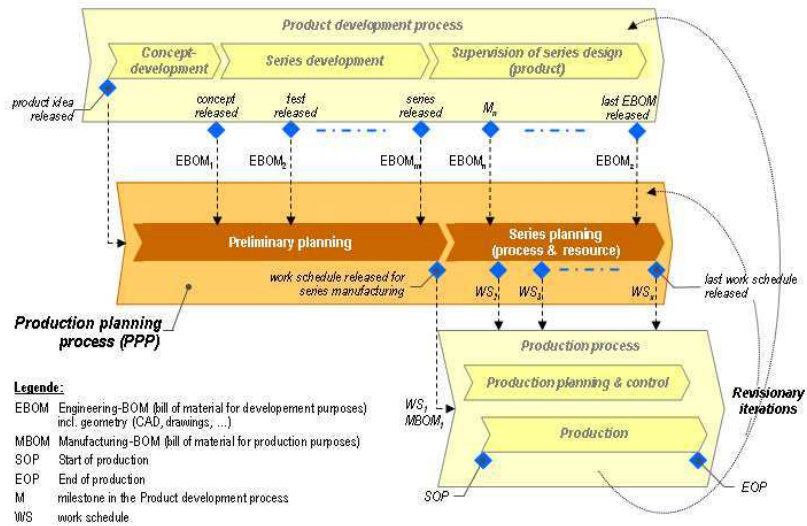 Product development process
Concept-
development
Series development
Supervision of series design
(product)
product idea
released
concept
released
test
released
series
released
Mn
last EBOM
released
EBOM1
EBOM2
EBOMm
EBOMn
EBOMz
Preliminary planning
Series planning
(process & resource)
work schedule released for
series manufacturing
WS2
WS3
WSx
last work schedule
released
Production planning
process (PPP)
Production process
Production planning & control
WS1
MBOM1
Production
Revisionary
iterations
SOP
EOP
Legende:
EBOM Engineering-BOM (bill of material for developement purposes)
incl. geometry (CAD, drawings, ...)
MBOM Manufacturing-BOM (bill of material for production purposes)
SOP Start of production
EOP End of production
M milestone in the Product development process
WS work schedule